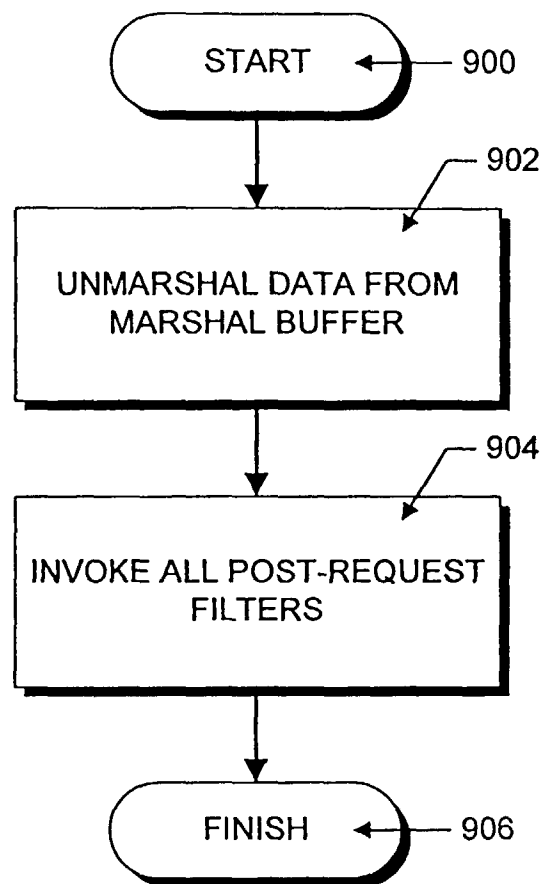 START
900
902
UNMARSHAL DATA FROM
MARSHAL BUFFER
904
INVOKE ALL POST-REQUEST
FILTERS
FINISH
906